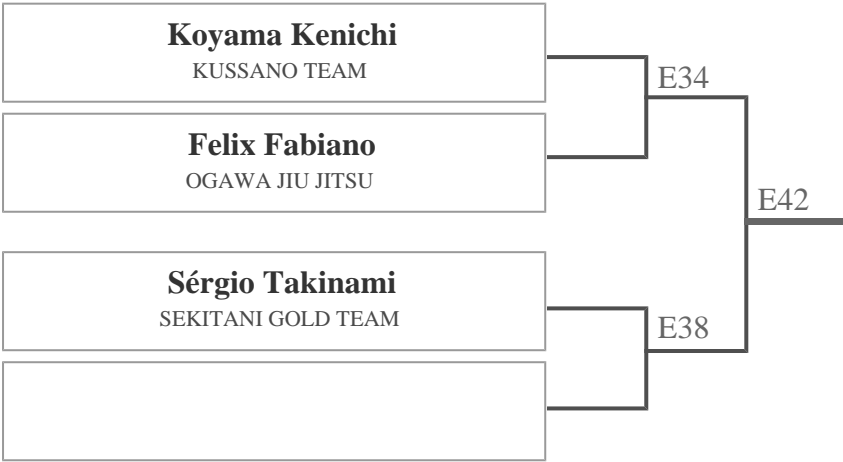 Koyama Kenichi
KUSSANO TEAM
E34
Felix Fabiano
OGAWA JIU JITSU
E42
Sérgio Takinami
SEKITANI GOLD TEAM
E38